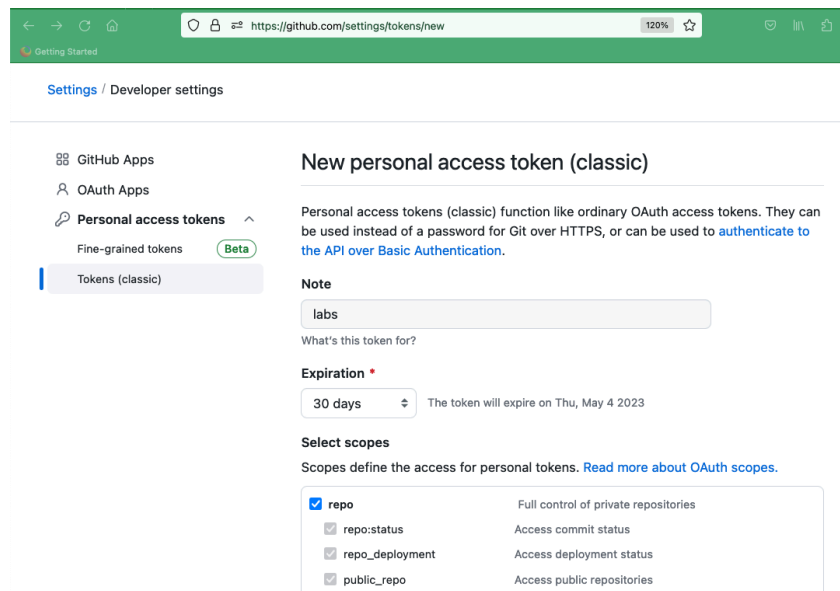 https://github.com/settings/tokens/new 120%
Getting Started
Settings / Developer settings
GitHub Apps
OAuth Apps
Personal access tokens
Fine-grained tokens Beta
Tokens (classic)
New personal access token (classic)
Personal access tokens (classic) function like ordinary OAuth access tokens. They can
be used instead of a password for Git over HTTPS, or can be used to authenticate to
the API over Basic Authentication.
Note
labs
What's this token for?
Expiration *
30 days The token will expire on Thu, May 4 2023
Select scopes
Scopes define the access for personal tokens. Read more about OAuth scopes.
repo Full control of private repositories
repo:status Access commit status
repo_deployment Access deployment status
public_repo Access public repositories